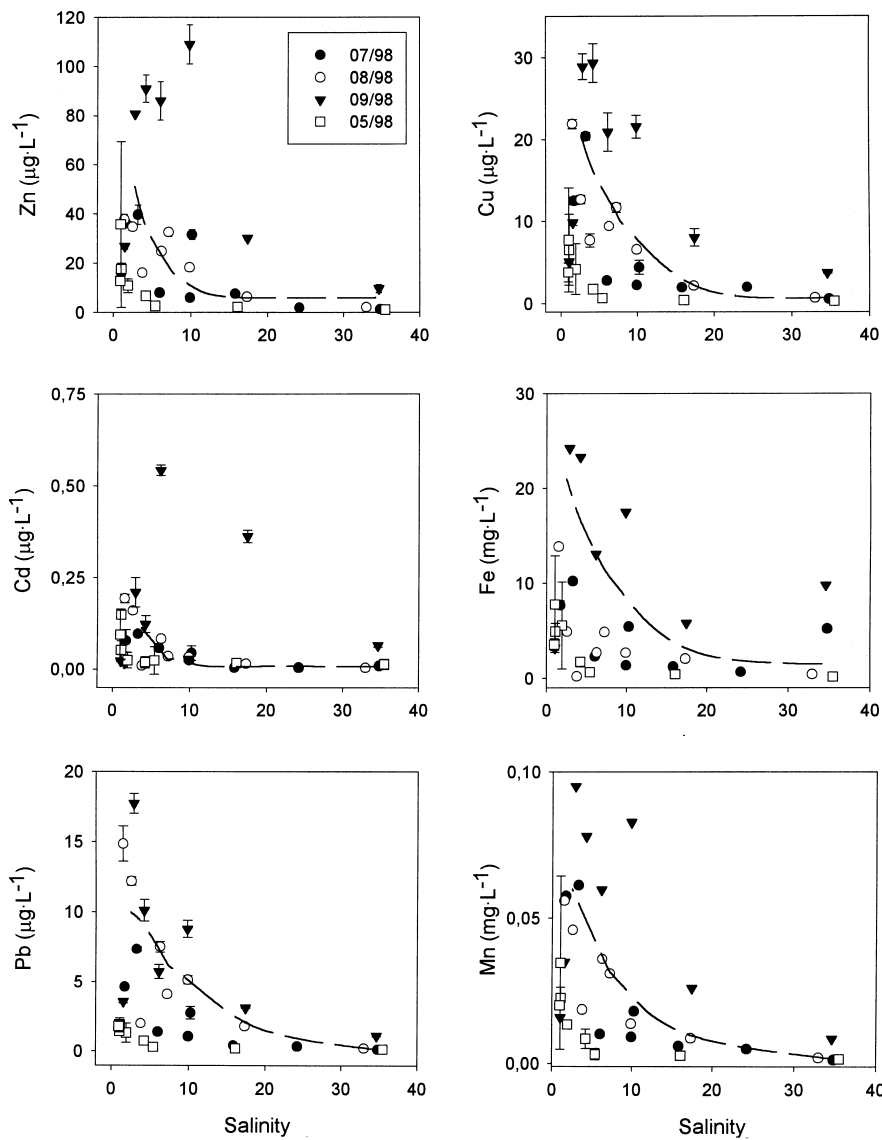 120
100
80
60
40
20
0
Zn (µg·L⁻¹)
07/98
08/98
09/98
05/98
0 10 20 30 40
30
20
10
0
Cu (µg·L⁻¹)
0 10 20 30 40
0,75
0,50
0,25
0,00
Cd (µg·L⁻¹)
0 10 20 30 40
30
20
10
0
Fe (mg·L⁻¹)
0 10 20 30 40
20
15
10
5
0
Pb (µg·L⁻¹)
0 10 20 30 40
Salinity
0,10
0,05
0,00
Mn (mg·L⁻¹)
0 10 20 30 40
Salinity